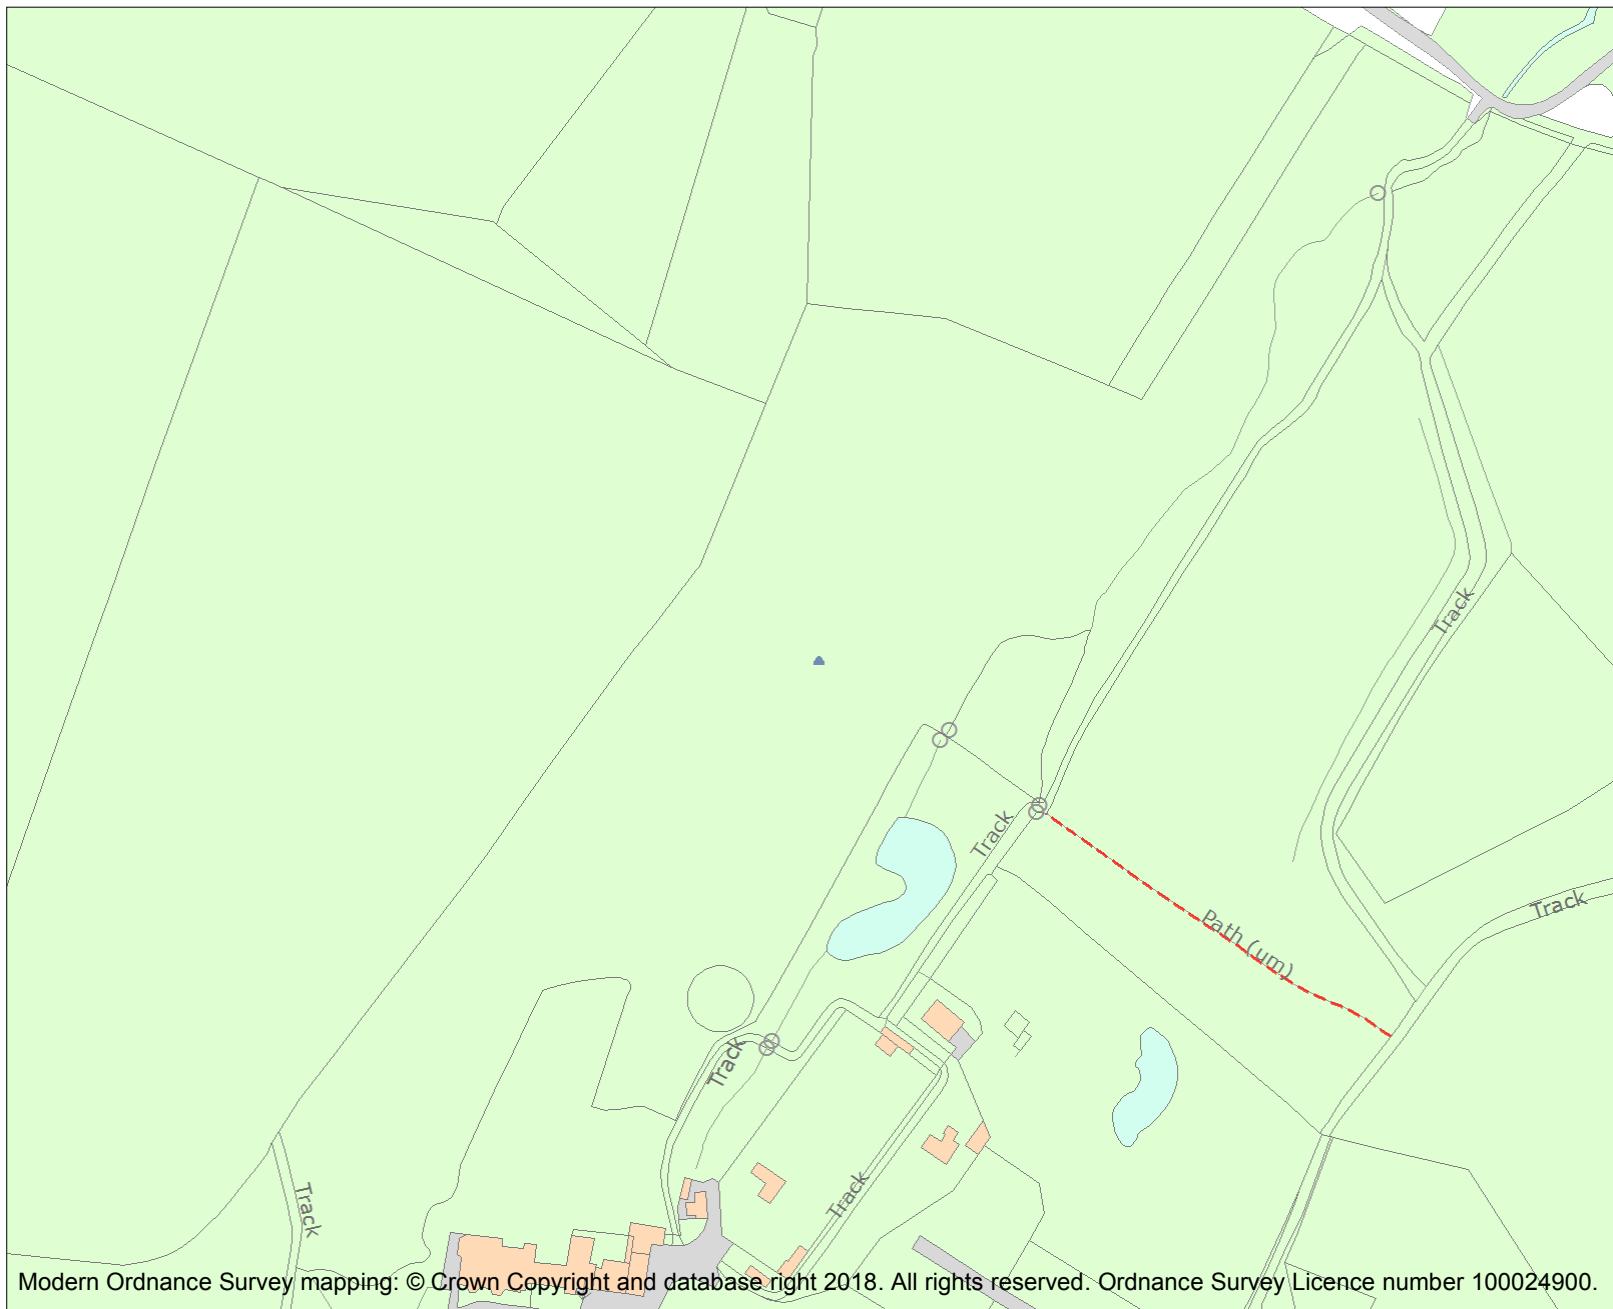 Track
Track
Track
Path (um)
Track
Track
Track
Modern Ordnance Survey mapping: © Crown Copyright and database right 2018. All rights reserved. Ordnance Survey Licence number 100024900.